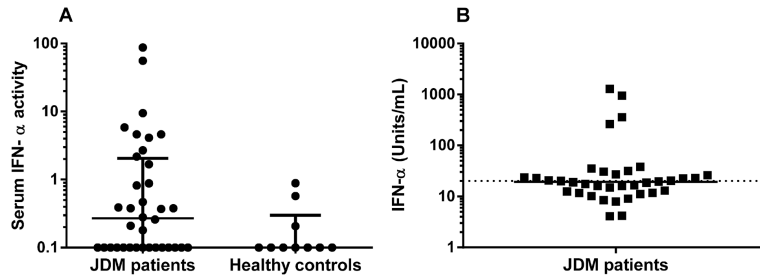 A
Serum IFN- α activity
100
10
1
0.1
JDM patients Healthy controls
B
IFN-α (Units/mL)
10000
1000
100
10
1
JDM patients